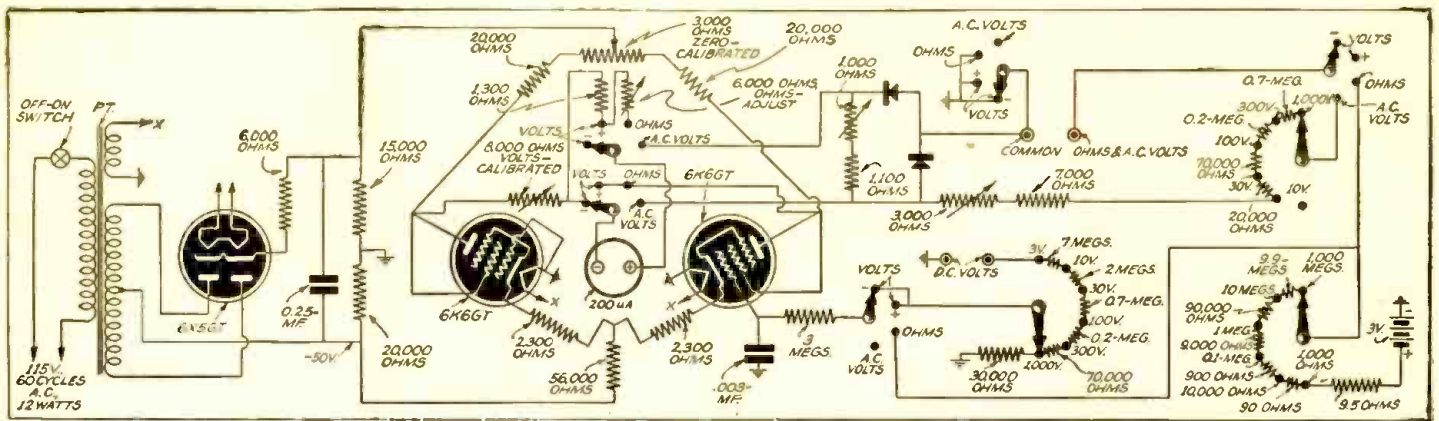 OFF-ON
SWITCH
P.T.
X
115 V.
60 CYCLES
A.C.
12 WATTS
6X5GT
6,000
OHMS
0.25-
MF.
15,000
OHMS
-50V.
20,000
OHMS
20,000
OHMS
3,000
OHMS
ZERO-
CALIBRATED
20,000
OHMS
1,300
OHMS
6,000 OHMS,
OHMS-
ADJUST
VOLTS
+
-
OHMS
A.C. VOLTS
8,000 OHMS
VOLTS-
CALIBRATED
VOLTS
+
-
OHMS
A.C.
VOLTS
6K6GT
6K6GT
X
X
200 uA
2,300
OHMS
2,300
OHMS
56,000
OHMS
.003-
MF.
3
MEGS.
1,000
OHMS
1,100
OHMS
A.C. VOLTS
OHMS
+
-
VOLTS
COMMON
OHMS & A.C. VOLTS
3,000
OHMS
7,000
OHMS
VOLTS
-
+
OHMS
A.C.
VOLTS
0.7-MEG.
1,000V.
300V.
0.2-MEG.
100V.
70,000
OHMS
30V.
10V.
20,000
OHMS
VOLTS
-
+
OHMS
A.C.
VOLTS
D.C. VOLTS
3V.
7 MEGS.
10V.
2 MEGS.
30V.
0.7-MEG.
100V.
0.2-MEG.
300V.
1,000V.
70,000
OHMS
30,000
OHMS
9.9-
MEGS.
1,000
MEGS.
10 MEGS.
90,000
OHMS
1 MEG.
9,000 OHMS
0.1-MEG.
900 OHMS
10,000 OHMS
90 OHMS
1,000
OHMS
9.5 OHMS
3V.
-
+